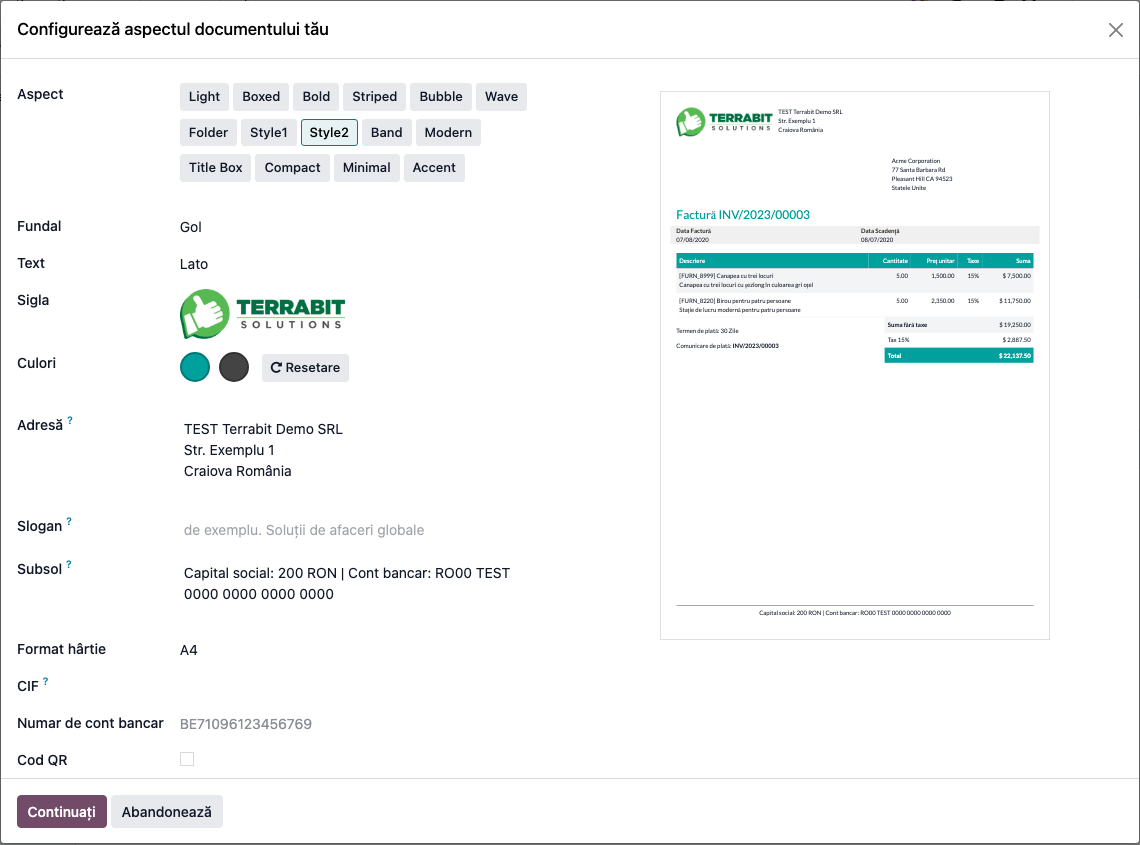 Configurează aspectul documentului tău
Aspect
Light Boxed Bold Striped Bubble Wave
Folder Style1 Style2 Band Modern
Title Box Compact Minimal Accent
Fundal Gol
Text Lato
Sigla TERRABIT
SOLUTIONS
Culori Resetare
Adresă ? TEST Terrabit Demo SRL
Str. Exemplu 1
Craiova România
Slogan ? de exemplu. Soluții de afaceri globale
Subsol ? Capital social: 200 RON | Cont bancar: RO00 TEST
0000 0000 0000 0000
Format hârtie A4
CIF ?
Numar de cont bancar BE71096123456769
Cod QR
Continuați Abandonează
TERRABIT
SOLUTIONS
TEST Terrabit Demo SRL
Str. Exemplu 1
Craiova România
Acme Corporation
77 Santa Barbara Rd
Pleasant Hill CA 94523
Statele Unite
Factură INV/2023/00003
Data Factură Data Scadență
07/08/2020 08/07/2020
Descriere Cantitate Preț unitar Taxe Suma
[FURN_8999] Canapea cu trei locuri 5.00 1,500.00 15% $ 7,500.00
Canapea cu trei locuri cu șezlong în culoarea gri oțel
[FURN_8220] Birou pentru patru persoane 5.00 2,350.00 15% $ 11,750.00
Stație de lucru modernă pentru patru persoane
Suma fără taxe $ 19,250.00
Termen de plată: 30 Zile
Tax 15% $ 2,887.50
Comunicare de plată: INV/2023/00003
Total $ 22,137.50
Capital social: 200 RON | Cont bancar: RO00 TEST 0000 0000 0000 0000